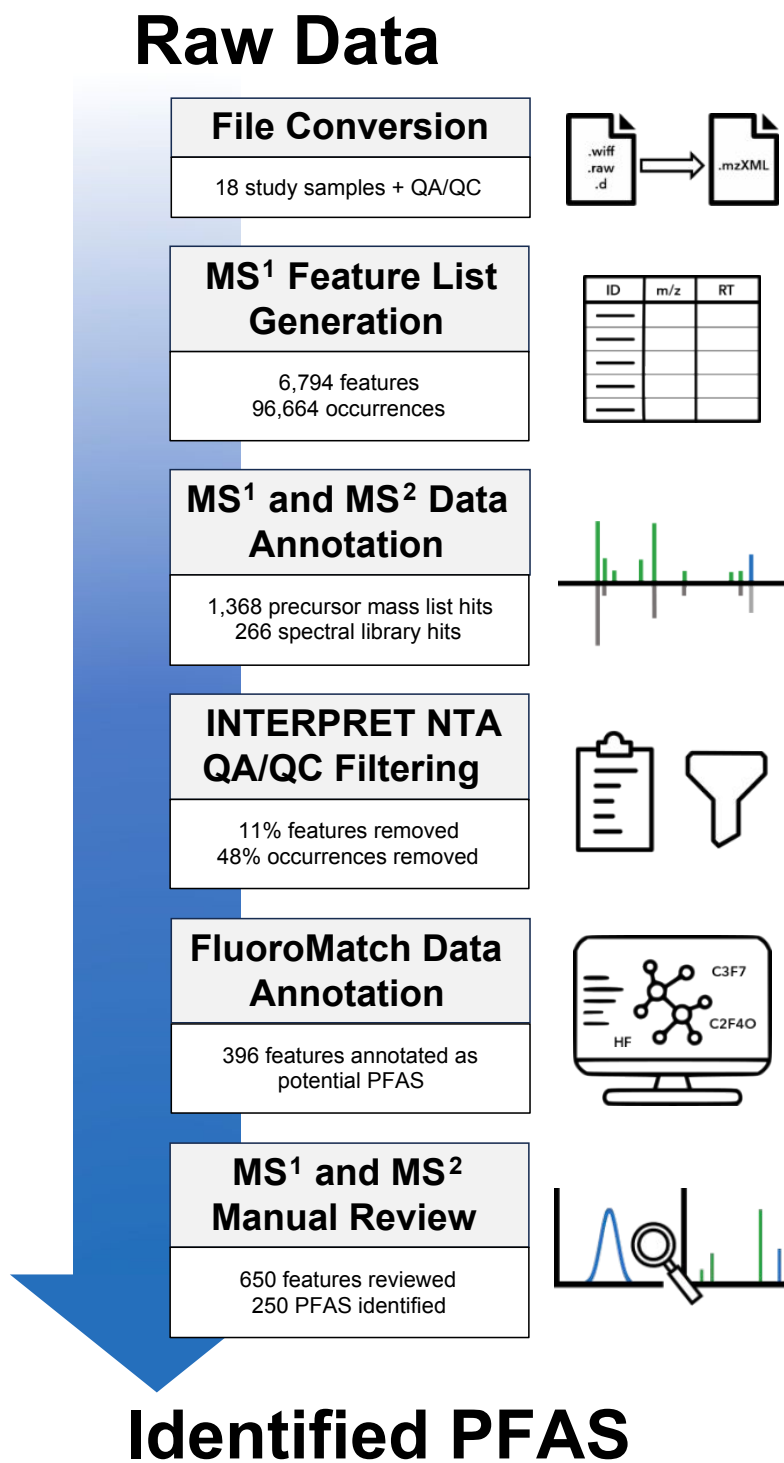 Raw Data
File Conversion
18 study samples + QA/QC
.wiff
.raw
.d
.mzXML
MS¹ Feature List
Generation
6,794 features
96,664 occurrences
ID m/z RT
MS¹ and MS² Data
Annotation
1,368 precursor mass list hits
266 spectral library hits
INTERPRET NTA
QA/QC Filtering
11% features removed
48% occurrences removed
FluoroMatch Data
Annotation
396 features annotated as
potential PFAS
C3F7
C2F4O
HF
MS¹ and MS²
Manual Review
650 features reviewed
250 PFAS identified
Identified PFAS